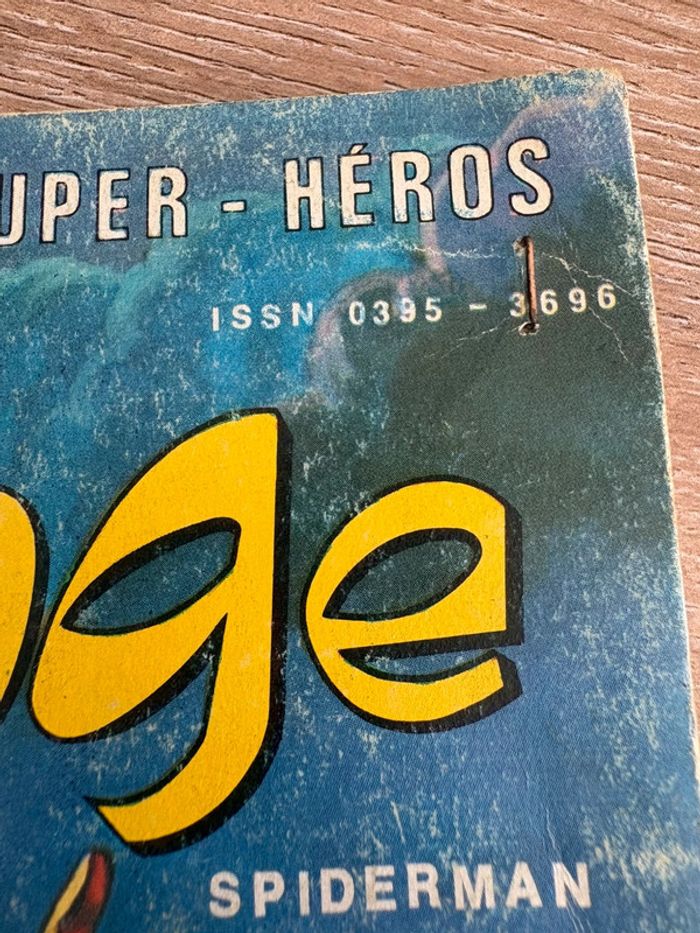 UPER - HÉROS
ISSN 0395 - 3696
ge
SPIDERMAN